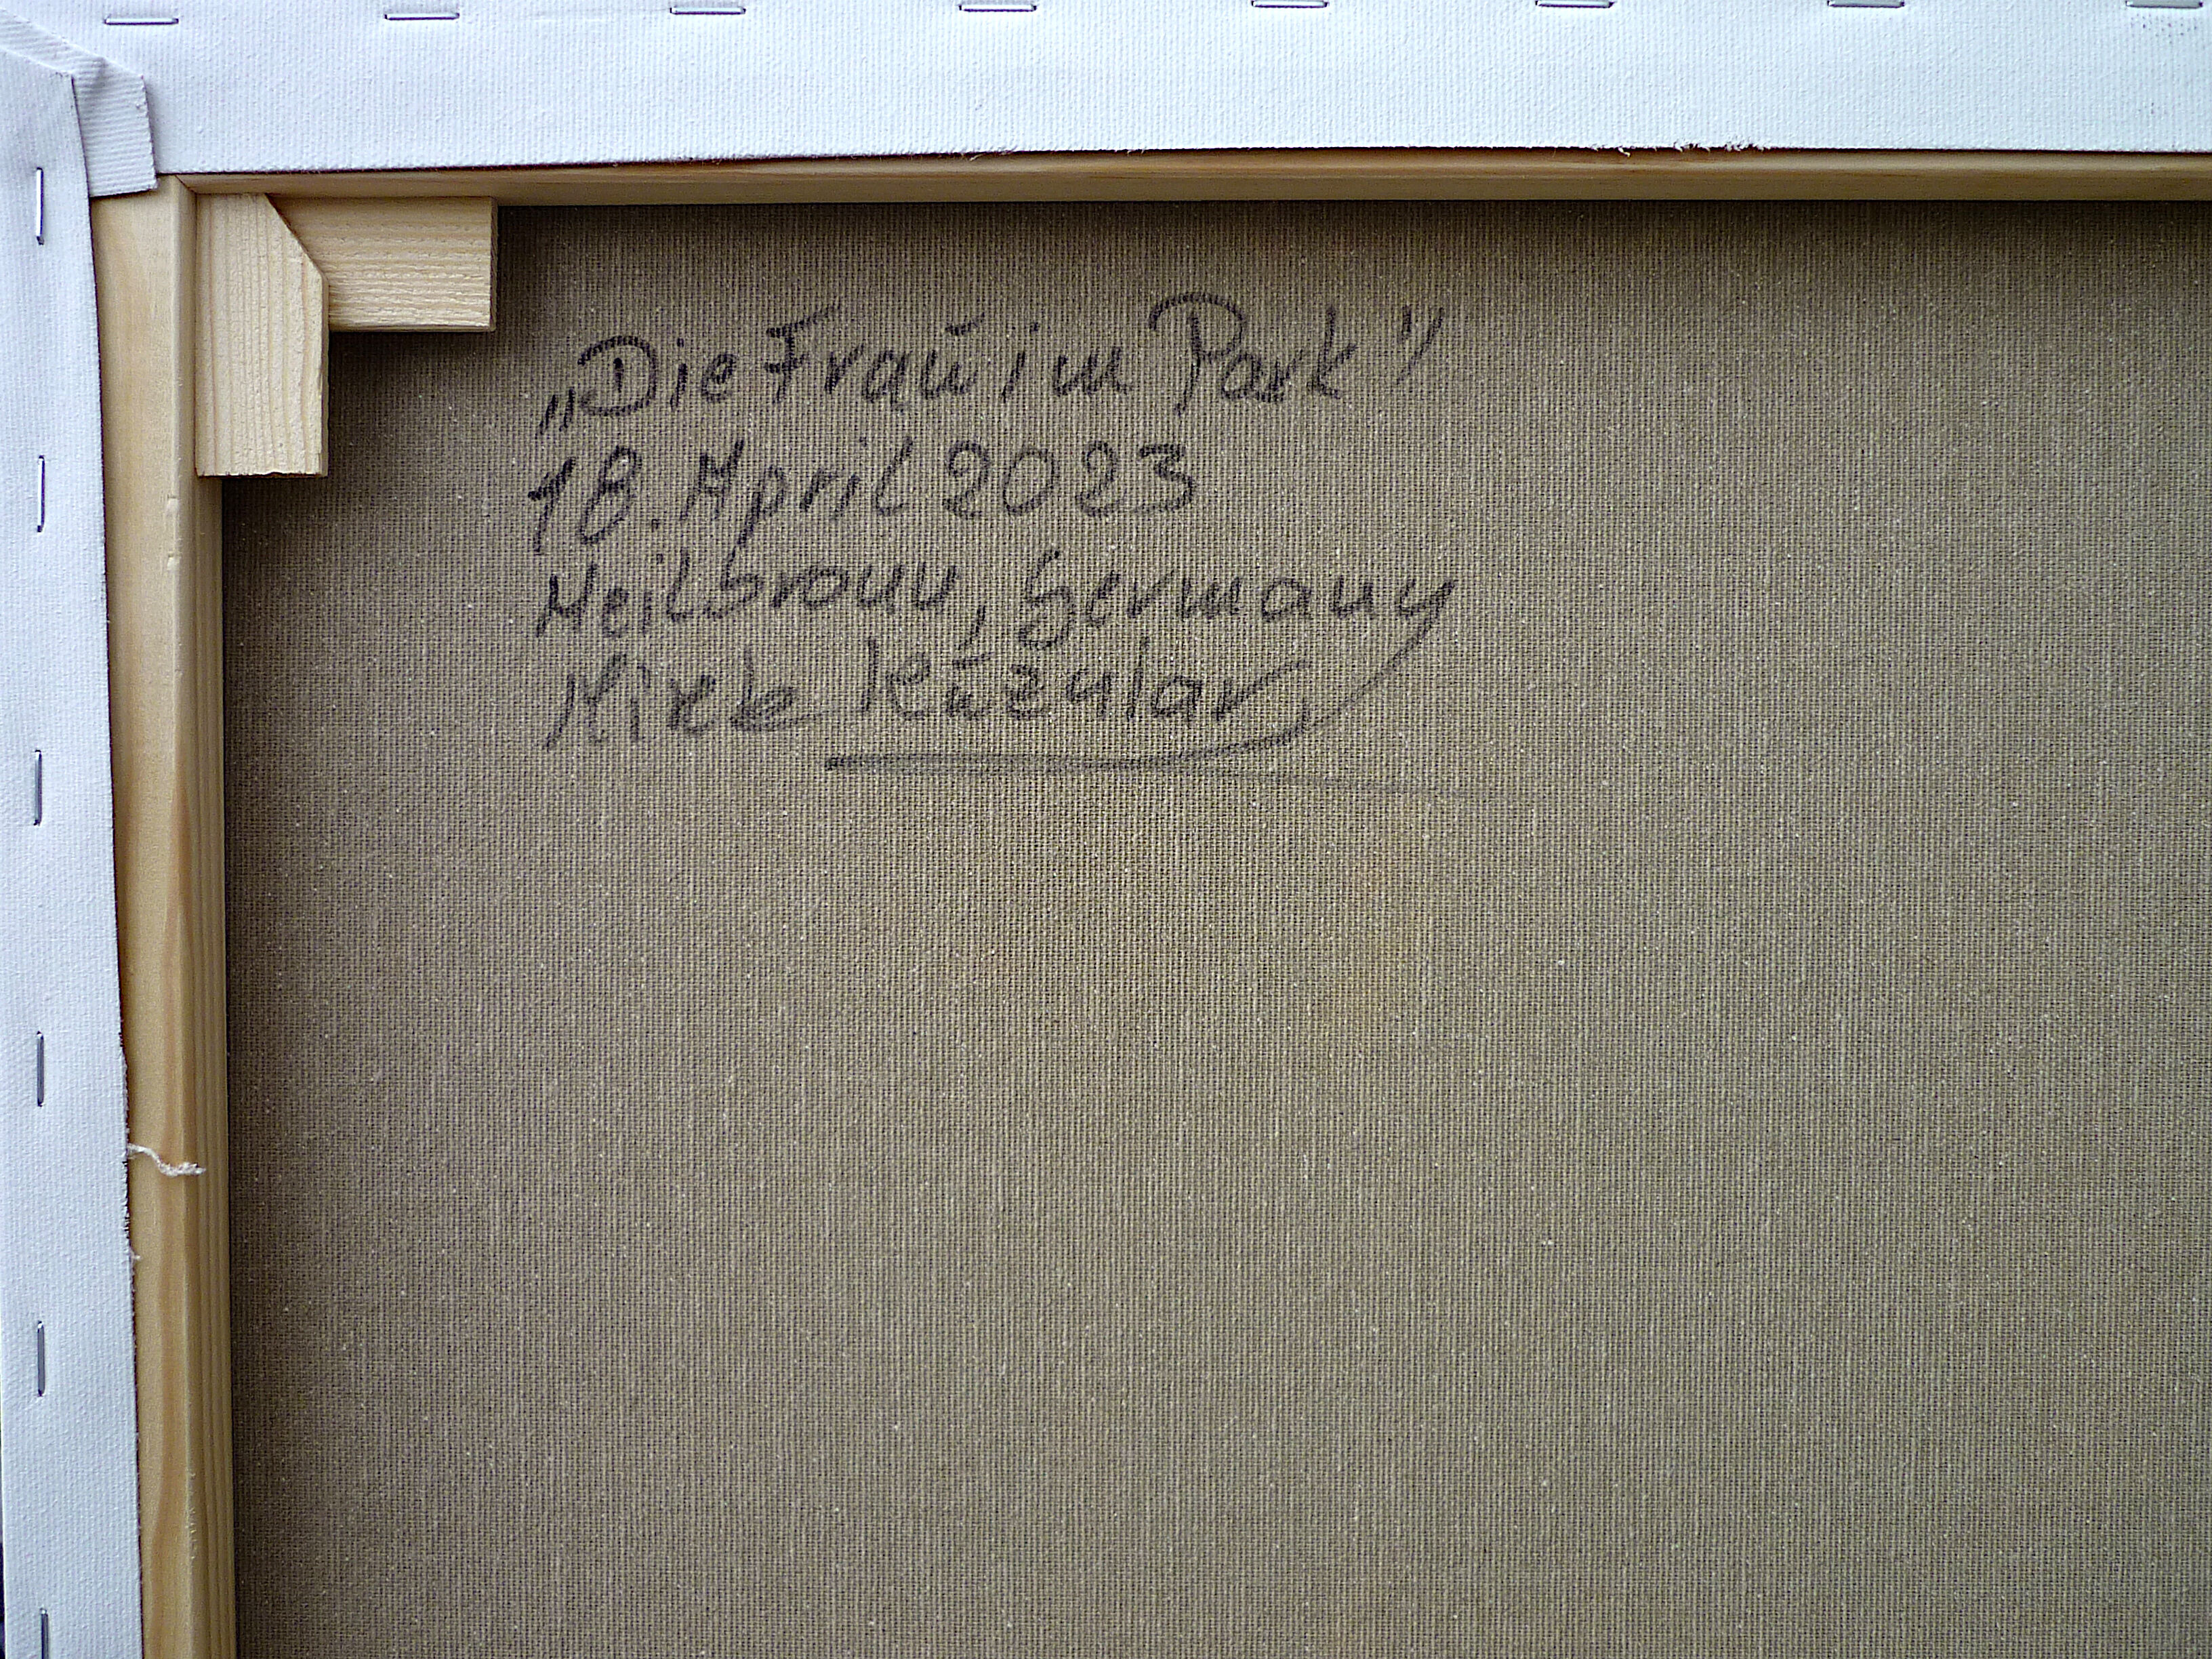 „Die Frau im Park"
18. April 2023
Heilbronn, Germany